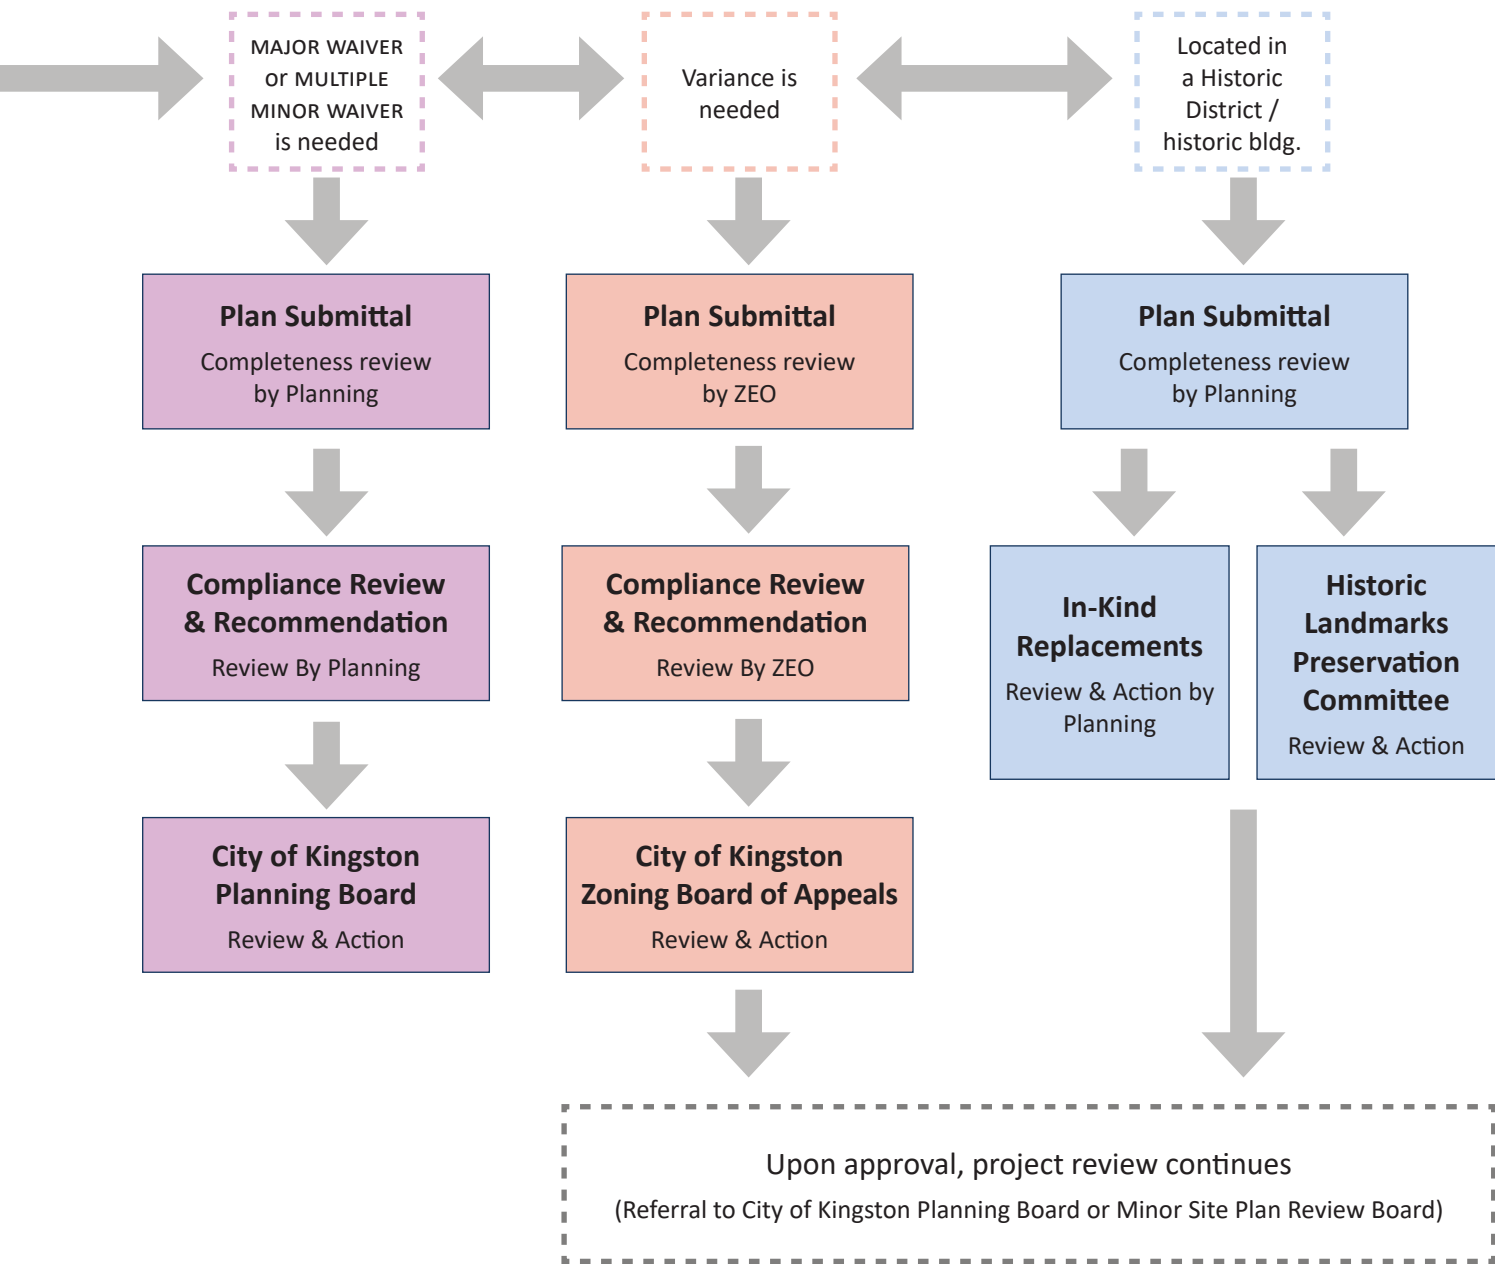 MAJOR WAIVER
or MULTIPLE
MINOR WAIVER
is needed
Variance is
needed
Located in
a Historic
District /
historic bldg.
Plan Submittal
Completeness review
by Planning
Plan Submittal
Completeness review
by ZEO
Plan Submittal
Completeness review
by Planning
Compliance Review
& Recommendation
Review By Planning
Compliance Review
& Recommendation
Review By ZEO
In-Kind
Replacements
Review & Action by
Planning
Historic
Landmarks
Preservation
Committee
Review & Action
City of Kingston
Planning Board
Review & Action
City of Kingston
Zoning Board of Appeals
Review & Action
Upon approval, project review continues
(Referral to City of Kingston Planning Board or Minor Site Plan Review Board)